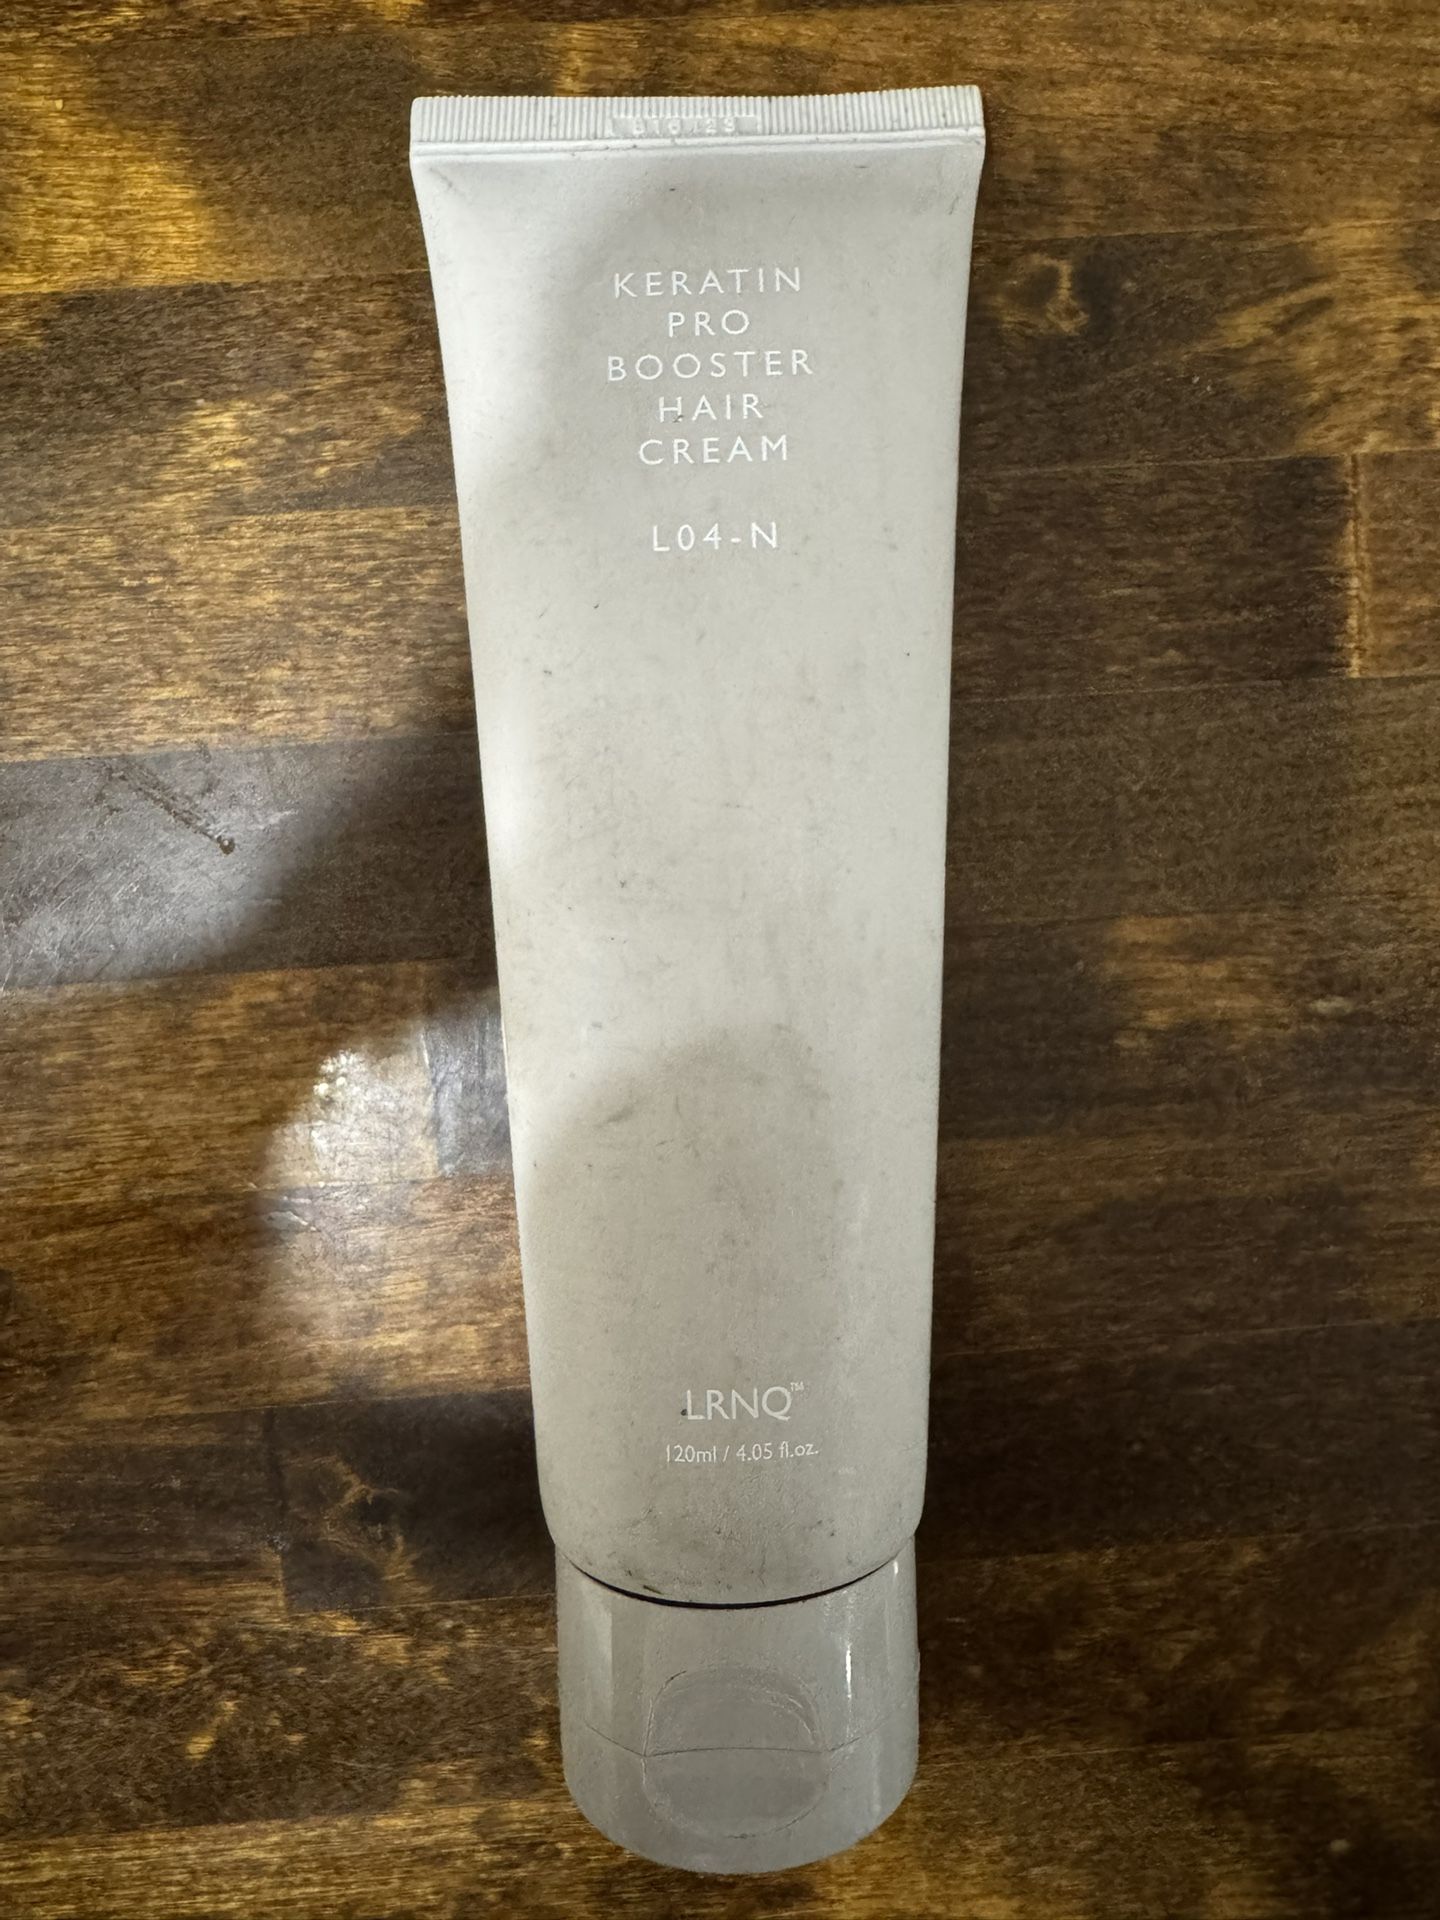 KERATIN
PRO
BOOSTER
HAIR
CREAM
L04-N
LRNQ™
120ml / 4.05 fl.oz.